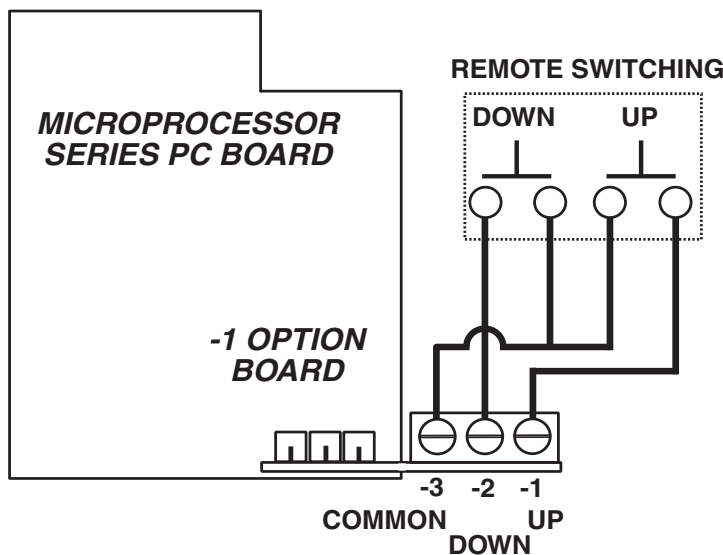 REMOTE SWITCHING
DOWN UP
MICROPROCESSOR
SERIES PC BOARD
-1 OPTION
BOARD
-3 -2 -1
COMMON UP
DOWN